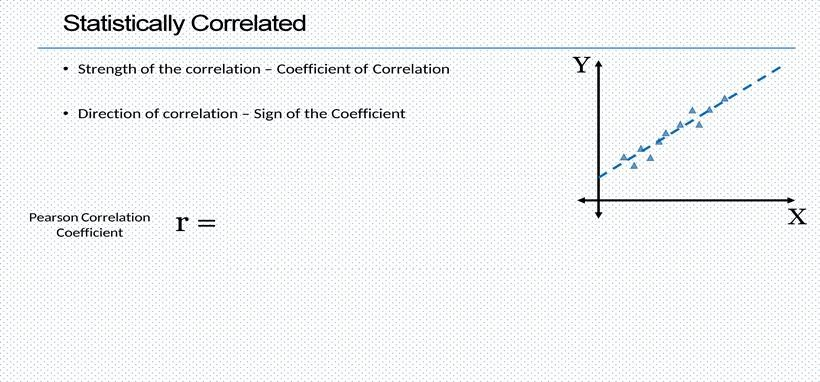 Statistically Correlated
• Strength of the correlation – Coefficient of Correlation
• Direction of correlation – Sign of the Coefficient
Y
X
Pearson Correlation
Coefficient
r =